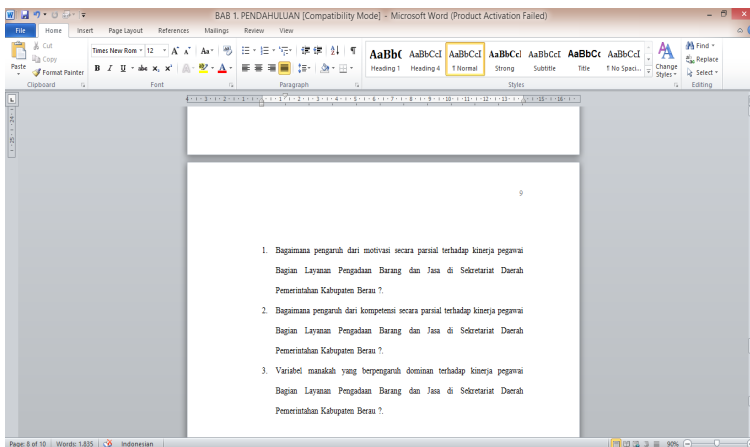 BAB 1. PENDAHULUAN [Compatibility Mode] - Microsoft Word (Product Activation Failed)
File Home Insert Page Layout References Mailings Review View
Cut
Copy
Format Painter
Paste
Clipboard
Times New Rom 12
Font
Paragraph
AaBb( AaBbCcI AaBbCcI AaBbCcl AaBbCcI AaBbCc AaBbCcI
Heading 1 Heading 4 ¶ Normal Strong Subtitle Title ¶ No Spaci...
Change Styles
Styles
Find
Replace
Select
Editing
9
1. Bagaimana pengaruh dari motivasi secara parsial terhadap kinerja pegawai
Bagian Layanan Pengadaan Barang dan Jasa di Sekretariat Daerah
Pemerintahan Kabupaten Berau ?.
2. Bagaimana pengaruh dari kompetensi secara parsial terhadap kinerja pegawai
Bagian Layanan Pengadaan Barang dan Jasa di Sekretariat Daerah
Pemerintahan Kabupaten Berau ?.
3. Variabel manakah yang berpengaruh dominan terhadap kinerja pegawai
Bagian Layanan Pengadaan Barang dan Jasa di Sekretariat Daerah
Pemerintahan Kabupaten Berau ?.
Page: 8 of 10 Words: 1.835 Indonesian 90%